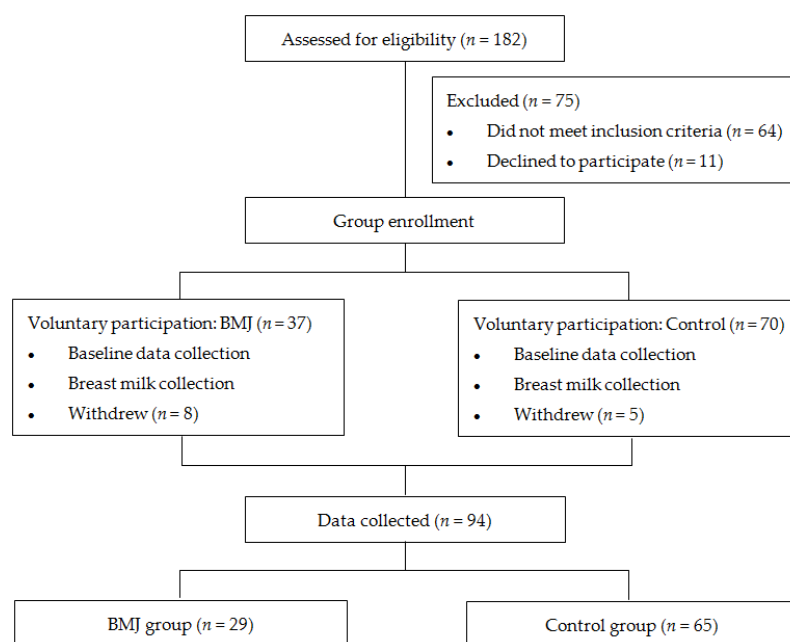 Assessed for eligibility (n = 182)
Excluded (n = 75)
• Did not meet inclusion criteria (n = 64)
• Declined to participate (n = 11)
Group enrollment
Voluntary participation: BMJ (n = 37)
• Baseline data collection
• Breast milk collection
• Withdrew (n = 8)
Voluntary participation: Control (n = 70)
• Baseline data collection
• Breast milk collection
• Withdrew (n = 5)
Data collected (n = 94)
BMJ group (n = 29)
Control group (n = 65)